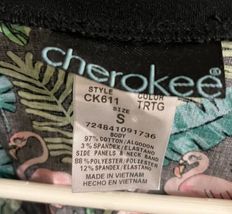 cherokee®
STYLE COLOR
CK611 TRTG
SIZE
S
724841091736
BODY
97% COTTON/ALGODON
3% SPANDEX/ELASTANO
SIDE PANELS & NECK BAND
88% POLYESTER/POLIESTER
12% SPANDEX/ELASTANO
MADE IN VIETNAM
HECHO EN VIETNAM